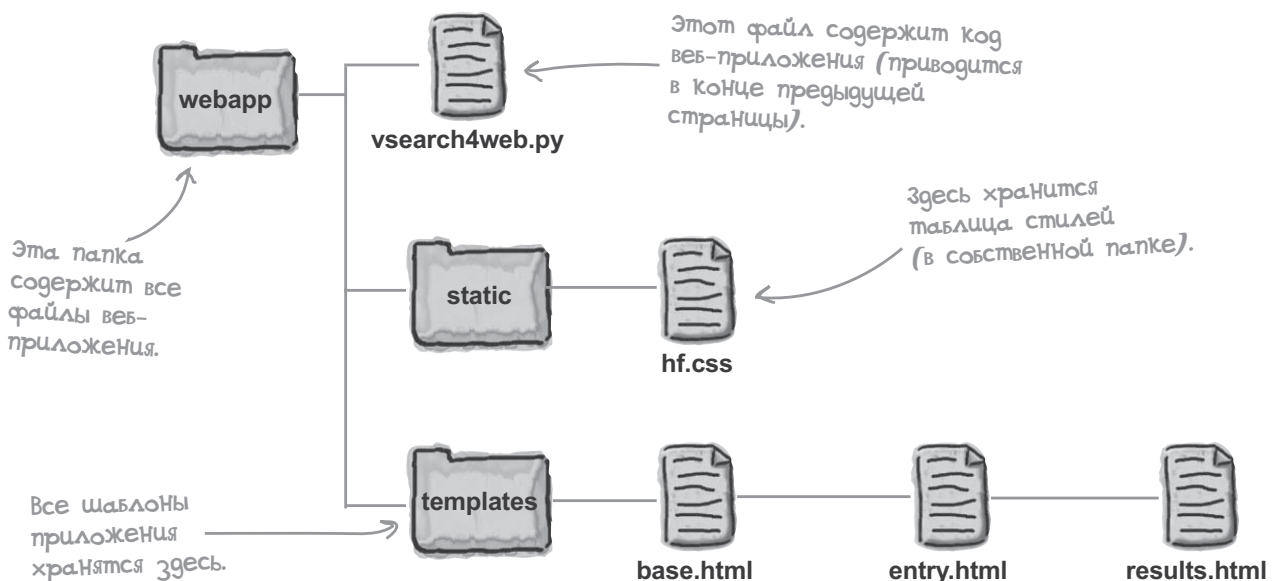 webapp
vsearch4web.py
Этот файл содержит код
веб-приложения (приводится
в конце предыдущей
страницы).
Эта папка
содержит все
файлы веб-
приложения.
static
hf.css
Здесь хранится
таблица стилей
(в собственной папке).
Все шаблоны
приложения
хранятся здесь.
templates
base.html
entry.html
results.html